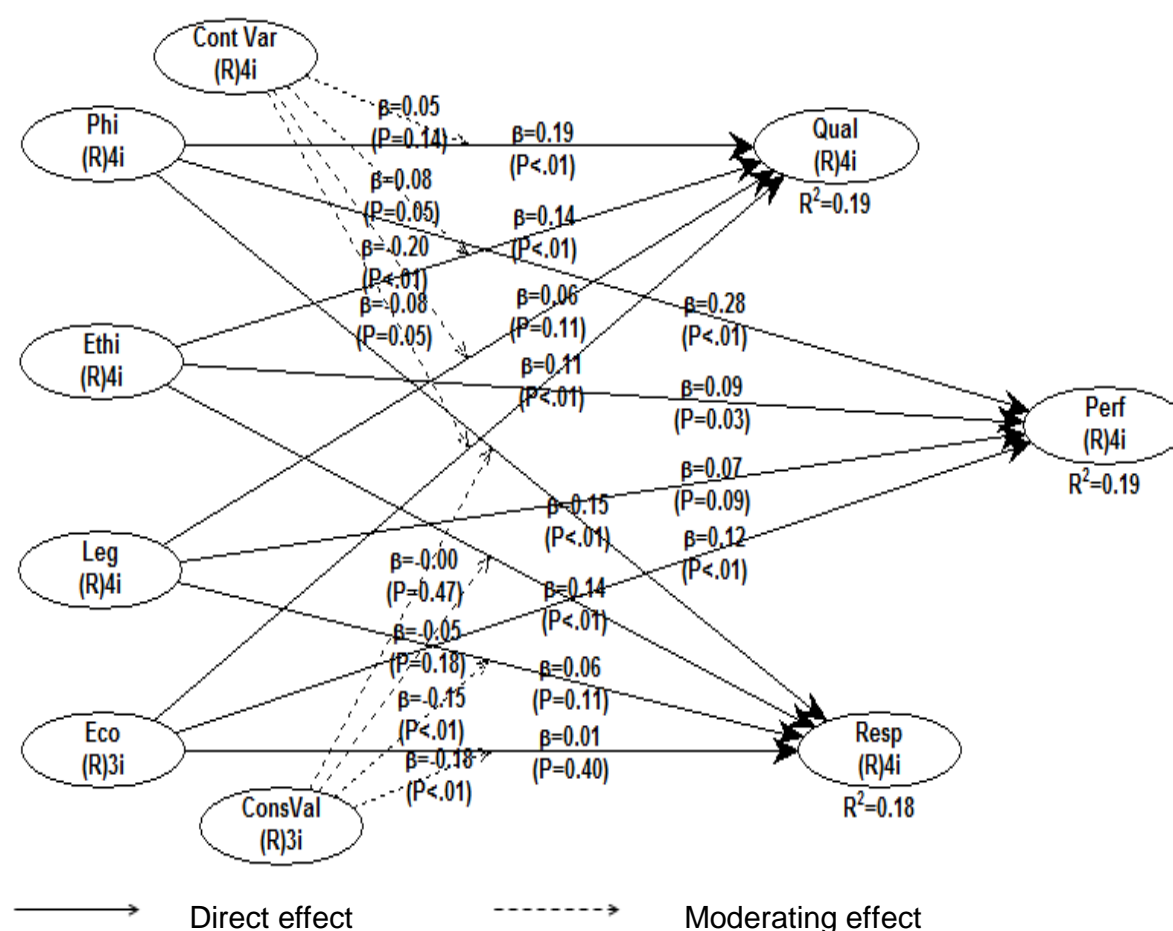 Cont Var
(R)4i
Phi
(R)4i
β=0.05
(P=0.14)
β=0.19
(P<.01)
Qual
(R)4i
R²=0.19
β=0.08
(P=0.05)
β=0.14
(P<.01)
β=-0.20
(P<.01)
β=-0.08
(P=0.05)
β=0.06
(P=0.11)
β=0.28
(P<.01)
Ethi
(R)4i
β=0.11
(P<.01)
β=0.09
(P=0.03)
Perf
(R)4i
R²=0.19
β=0.07
(P=0.09)
β=0.15
(P<.01)
β=0.12
(P<.01)
Leg
(R)4i
β=-0.00
(P=0.47)
β=0.14
(P<.01)
β=-0.05
(P=0.18)
β=0.06
(P=0.11)
Eco
(R)3i
β=-0.15
(P<.01)
β=0.01
(P=0.40)
Resp
(R)4i
R²=0.18
β=-0.18
(P<.01)
ConsVal
(R)3i
Direct effect
Moderating effect